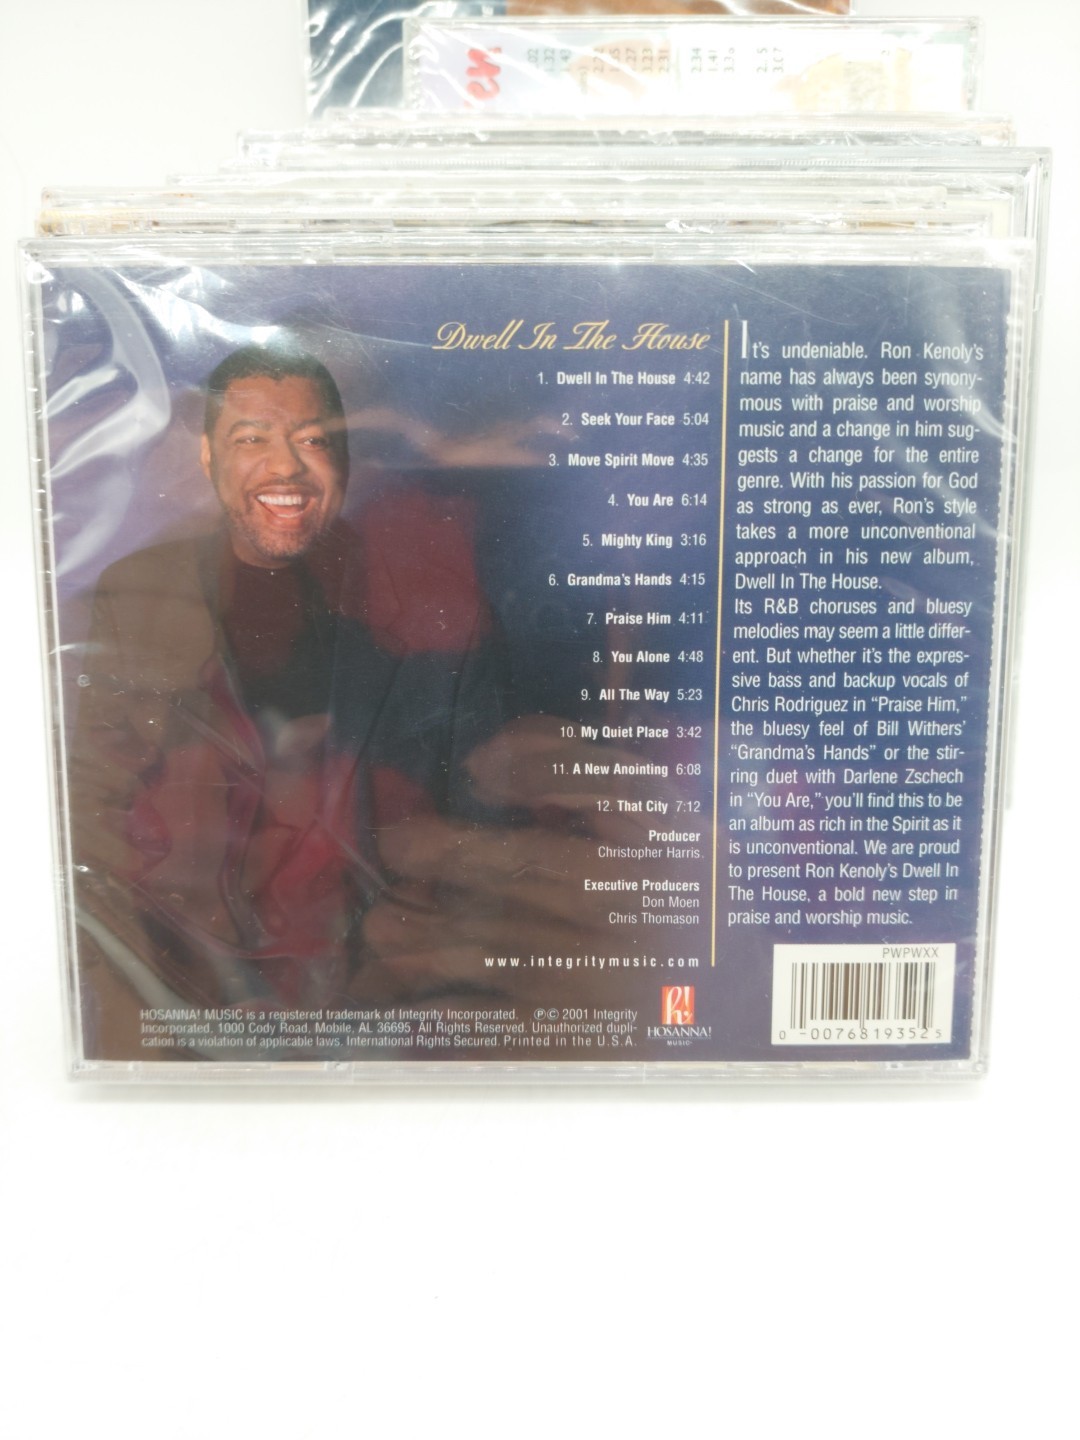 Dwell In The House
1. Dwell In The House 4:42
2. Seek Your Face 5:04
3. Move Spirit Move 4:35
4. You Are 6:14
5. Mighty King 3:16
6. Grandma's Hands 4:15
7. Praise Him 4:11
8. You Alone 4:48
9. All The Way 5:23
10. My Quiet Place 3:42
11. A New Anointing 6:08
12. That City 7:12
Producer
Christopher Harris
Executive Producers
Don Moen
Chris Thomason
www.integritymusic.com
It's undeniable. Ron Kenoly's
name has always been synony-
mous with praise and worship
music and a change in him sug-
gests a change for the entire
genre. With his passion for God
as strong as ever, Ron's style
takes a more unconventional
approach in his new album,
Dwell In The House.
Its R&B choruses and bluesy
melodies may seem a little differ-
ent. But whether it's the expres-
sive bass and backup vocals of
Chris Rodriguez in “Praise Him,”
the bluesy feel of Bill Withers'
“Grandma's Hands” or the stir-
ring duet with Darlene Zschech
in “You Are,” you'll find this to be
an album as rich in the Spirit as it
is unconventional. We are proud
to present Ron Kenoly's Dwell In
The House, a bold new step in
praise and worship music.
HOSANNA! MUSIC is a registered trademark of Integrity Incorporated. ℗© 2001 Integrity
Incorporated. 1000 Cody Road, Mobile, AL 36695. All Rights Reserved. Unauthorized dupli-
cation is a violation of applicable laws. International Rights Secured. Printed in the U.S.A.
h!
HOSANNA!
MUSIC
PWPWXX
0 -0076819352 5